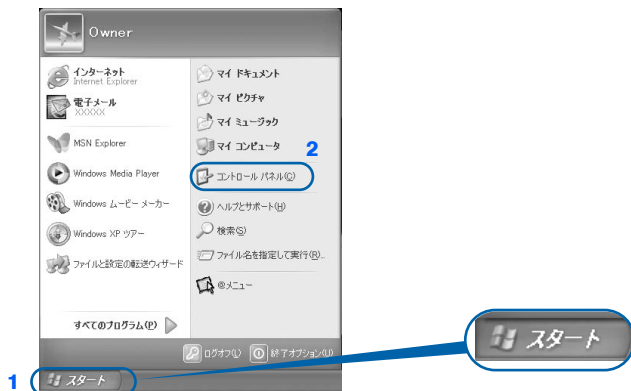 Owner
インターネット
Internet Explorer
電子メール
XXXXX
MSN Explorer
Windows Media Player
Windows ムービー メーカー
Windows XP ツアー
ファイルと設定の転送ウィザード
すべてのプログラム(P)
マイ ドキュメント
マイ ピクチャ
マイ ミュージック
マイ コンピュータ
2
コントロール パネル(C)
ヘルプとサポート(H)
検索(S)
ファイル名を指定して実行(R)...
@メニュー
ログオフ(L)
終了オプション(U)
1
スタート
スタート